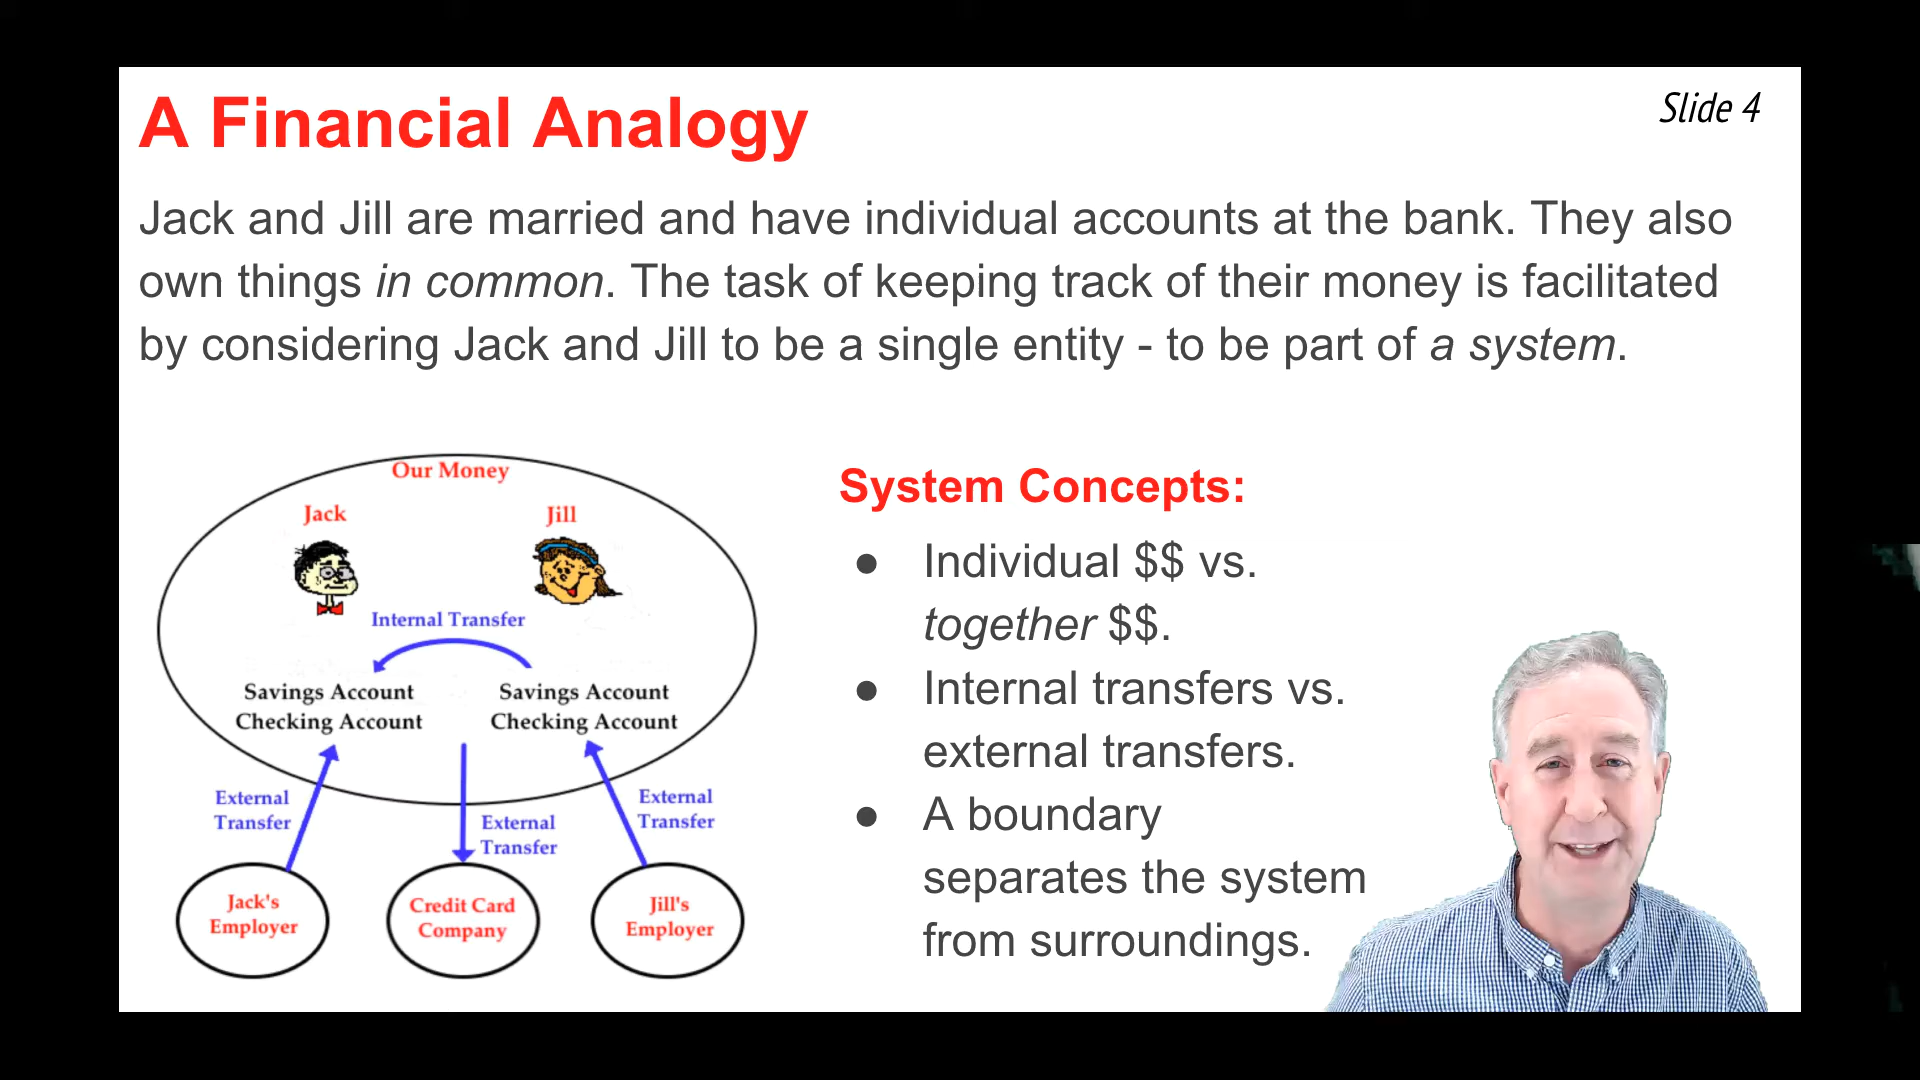 A Financial Analogy
Slide 4
Jack and Jill are married and have individual accounts at the bank. They also
own things in common. The task of keeping track of their money is facilitated
by considering Jack and Jill to be a single entity - to be part of a system.
Our Money
Jack
Jill
Internal Transfer
Savings Account
Checking Account
Savings Account
Checking Account
External
Transfer
External
Transfer
External
Transfer
Jack's
Employer
Credit Card
Company
Jill's
Employer
System Concepts:
● Individual $$ vs.
together $$.
● Internal transfers vs.
external transfers.
● A boundary
separates the system
from surroundings.